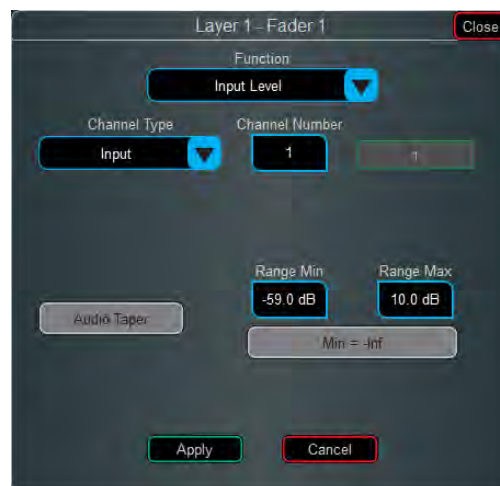 Layer 1 - Fader 1
Close
Function
Input Level
Channel Type
Channel Number
Input
1
1
Range Min
Range Max
-59.0 dB
10.0 dB
Audio Taper
Min = -Inf
Apply
Cancel